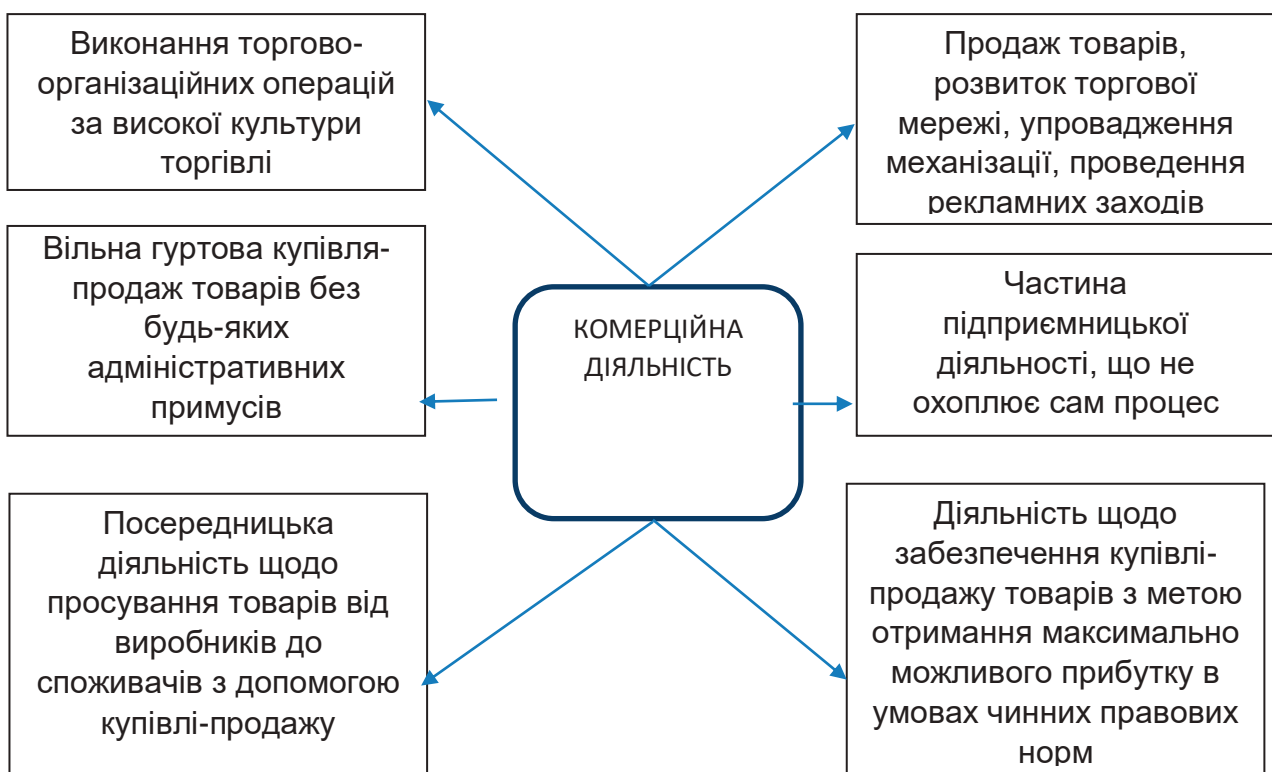 Виконання торгово-
організаційних операцій
за високої культури
торгівлі
Продаж товарів,
розвиток торгової
мережі, упровадження
механізації, проведення
рекламних заходів
Вільна гуртова купівля-
продаж товарів без
будь-яких
адміністративних
примусів
КОМЕРЦІЙНА
ДІЯЛЬНІСТЬ
Частина
підприємницької
діяльності, що не
охоплює сам процес
Посередницька
діяльність щодо
просування товарів від
виробників до
споживачів з допомогою
купівлі-продажу
Діяльність щодо
забезпечення купівлі-
продажу товарів з метою
отримання максимально
можливого прибутку в
умовах чинних правових
норм